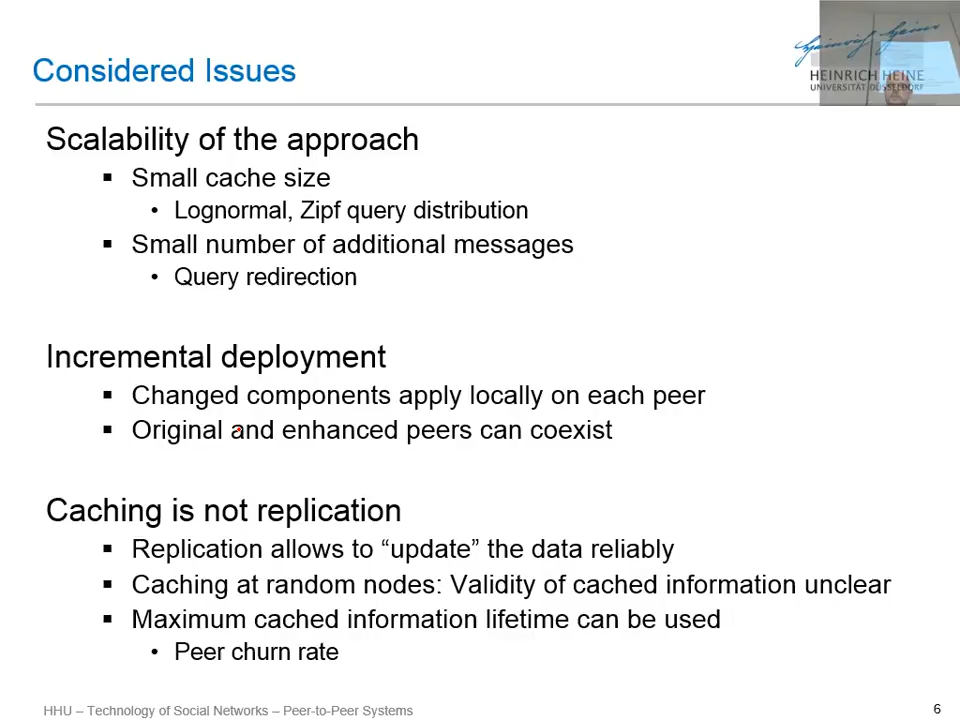 Considered Issues
Heinrich Heine
HEINRICH HEINE
UNIVERSITÄT DÜSSELDORF
Scalability of the approach
▪ Small cache size
• Lognormal, Zipf query distribution
▪ Small number of additional messages
• Query redirection
Incremental deployment
▪ Changed components apply locally on each peer
▪ Original and enhanced peers can coexist
Caching is not replication
▪ Replication allows to “update” the data reliably
▪ Caching at random nodes: Validity of cached information unclear
▪ Maximum cached information lifetime can be used
• Peer churn rate
HHU – Technology of Social Networks – Peer-to-Peer Systems
6